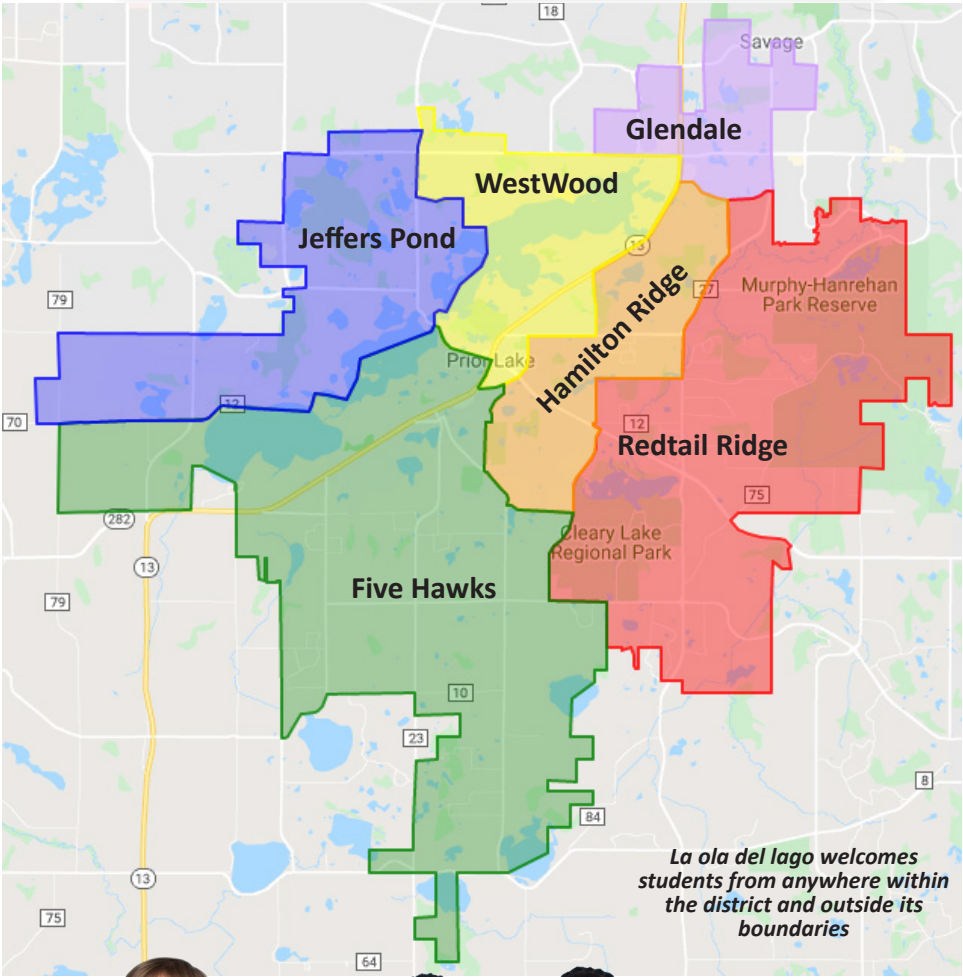 18
Savage
Glendale
WestWood
Jeffers Pond
13
79
27
Murphy-Hanrehan
Park Reserve
Hamilton Ridge
Prior Lake
70
12
12
Redtail Ridge
75
282
Cleary Lake
Regional Park
13
79
Five Hawks
10
23
8
84
La ola del lago welcomes
students from anywhere within
the district and outside its
boundaries
13
75
64